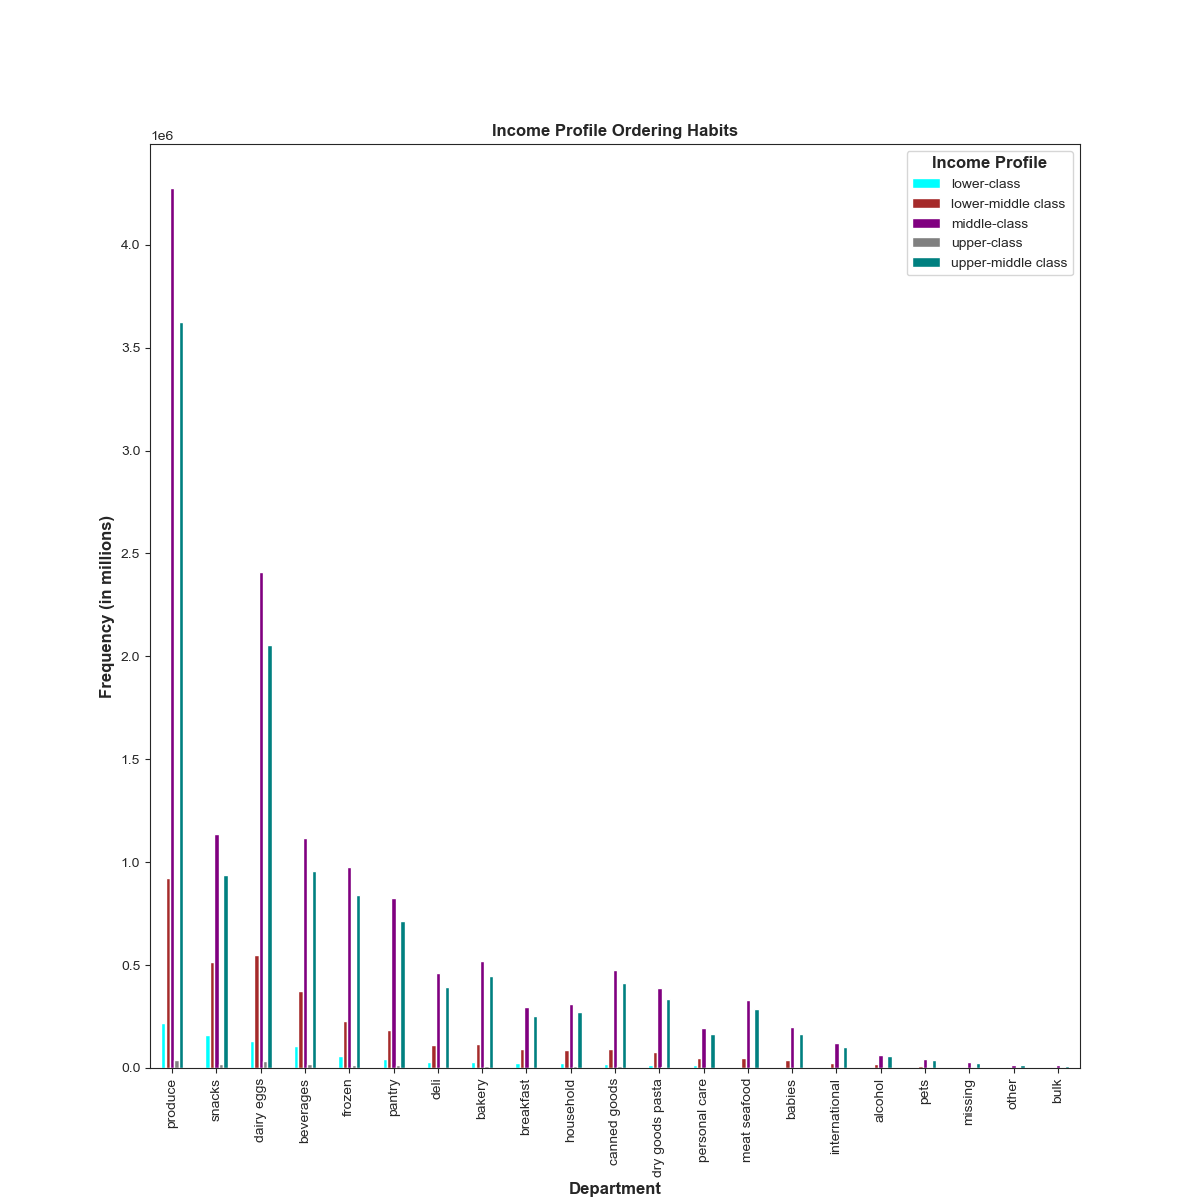 Income Profile Ordering Habits
1e6
Income Profile
lower-class
lower-middle class
middle-class
upper-class
upper-middle class
4.0
3.5
3.0
2.5
2.0
1.5
1.0
0.5
0.0
Frequency (in millions)
produce
snacks
dairy eggs
beverages
frozen
pantry
deli
bakery
breakfast
household
canned goods
dry goods pasta
personal care
meat seafood
babies
international
alcohol
pets
missing
other
bulk
Department